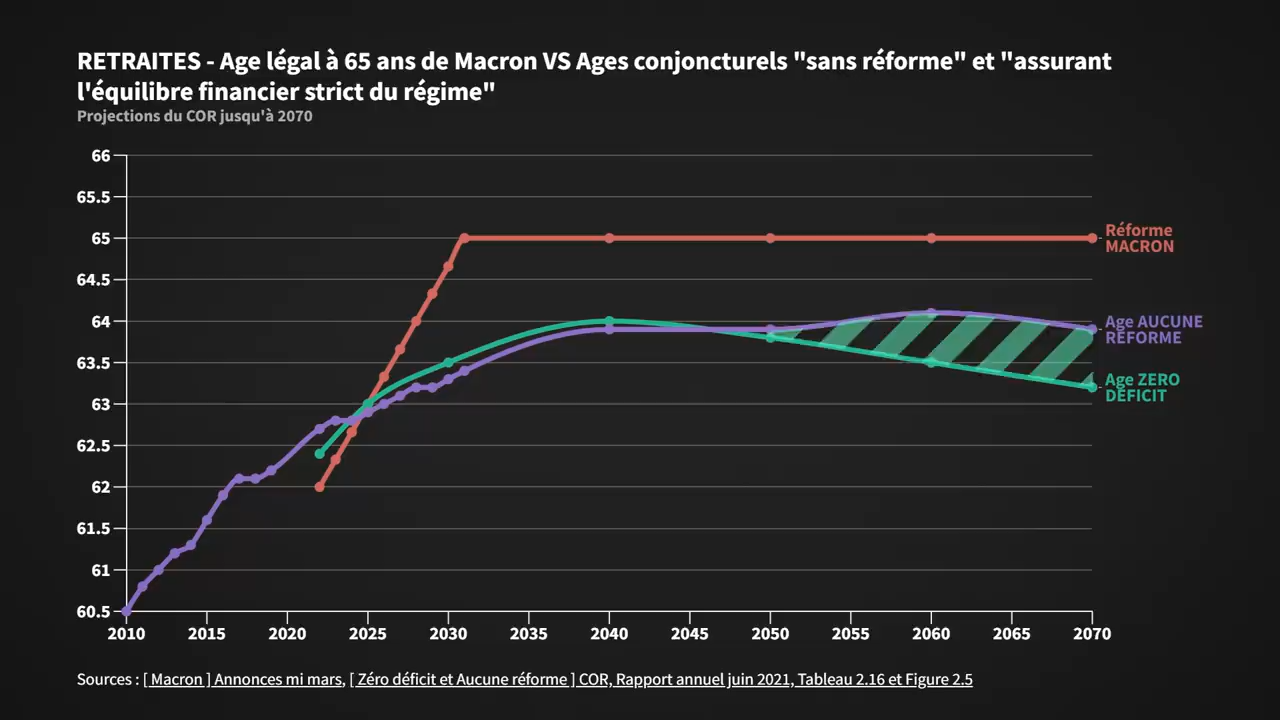 RETRAITES - Age légal à 65 ans de Macron VS Ages conjoncturels "sans réforme" et "assurant
l'équilibre financier strict du régime"
Projections du COR jusqu'à 2070
66
65.5
65
64.5
64
63.5
63
62.5
62
61.5
61
60.5
Réforme
MACRON
Age AUCUNE
RÉFORME
Age ZERO
DÉFICIT
2010 2015 2020 2025 2030 2035 2040 2045 2050 2055 2060 2065 2070
Sources : [ Macron ] Annonces mi mars, [ Zéro déficit et Aucune réforme ] COR, Rapport annuel juin 2021, Tableau 2.16 et Figure 2.5